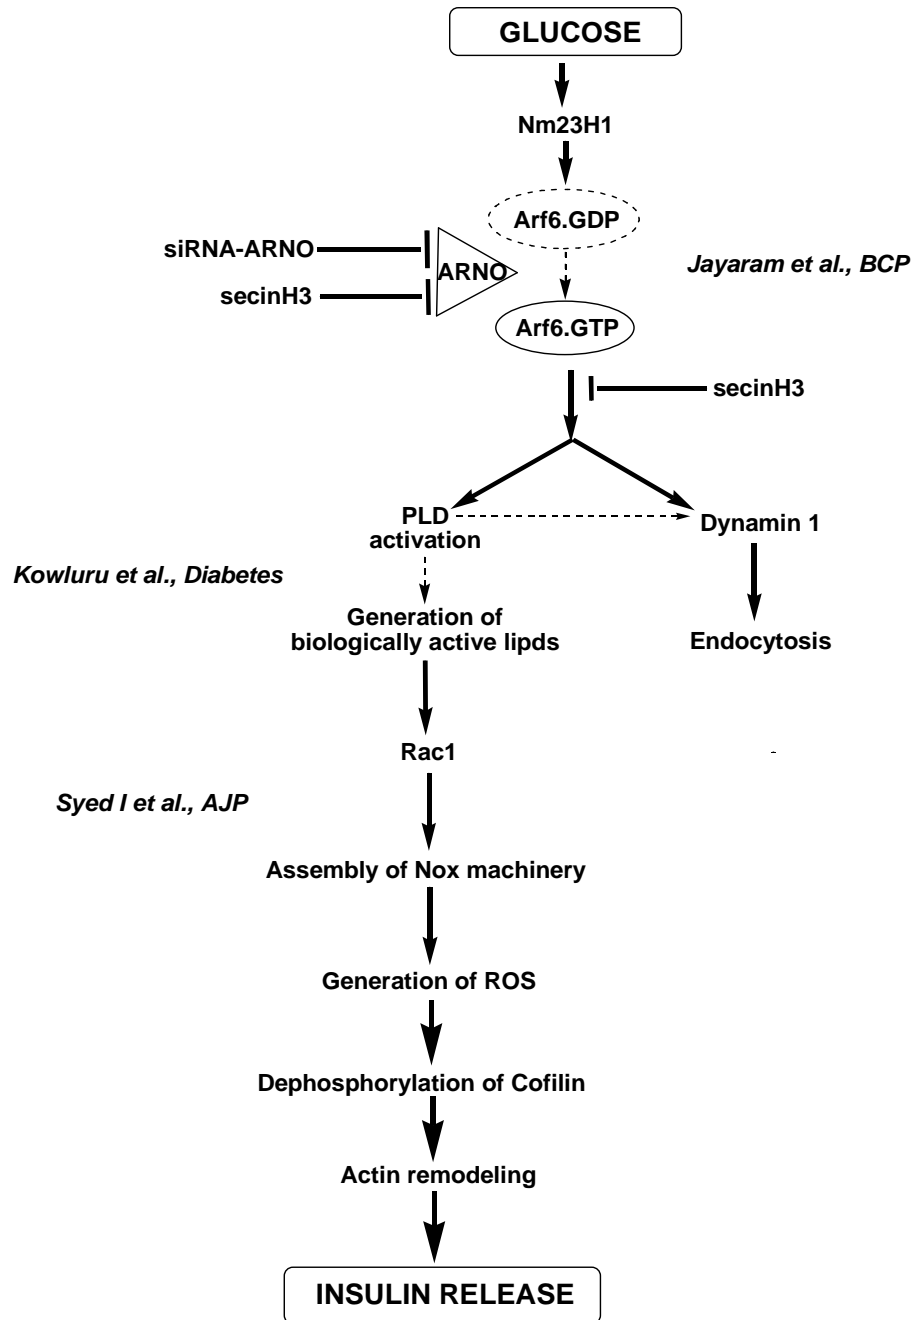 GLUCOSE
Nm23H1
Arf6.GDP
siRNA-ARNO
ARNO
Jayaram et al., BCP
secinH3
Arf6.GTP
secinH3
PLD
activation
Dynamin 1
Kowluru et al., Diabetes
Generation of
biologically active lipds
Endocytosis
Rac1
Syed I et al., AJP
Assembly of Nox machinery
Generation of ROS
Dephosphorylation of Cofilin
Actin remodeling
INSULIN RELEASE